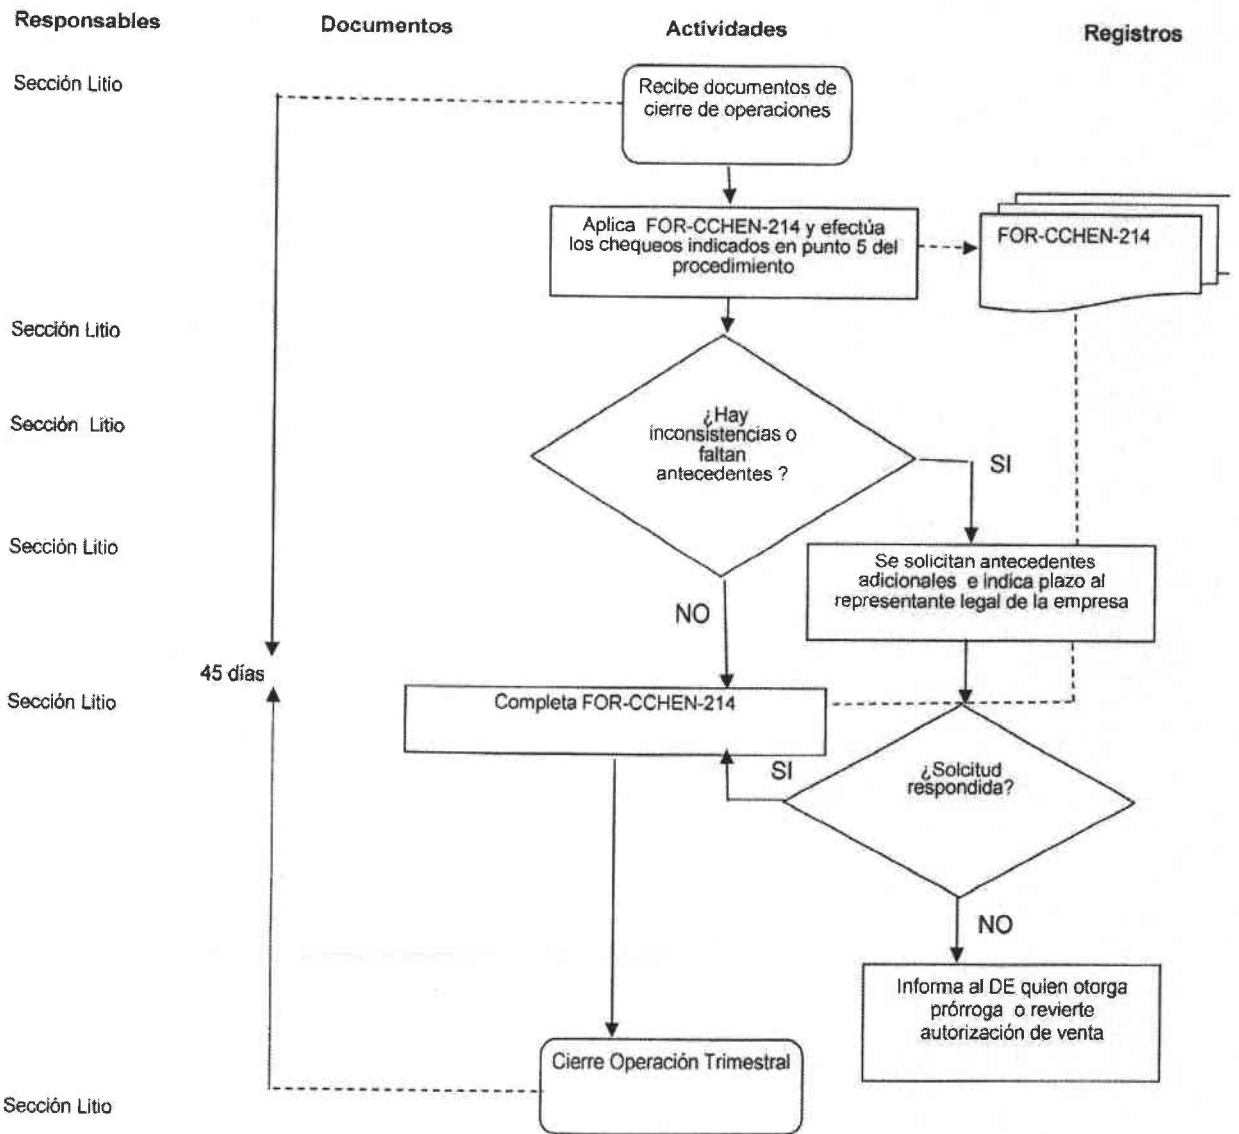 Responsables
Documentos
Actividades
Registros
Sección Litio
Recibe documentos de
cierre de operaciones
Aplica FOR-CCHEN-214 y efectúa
los chequeos indicados en punto 5 del
procedimiento
FOR-CCHEN-214
Sección Litio
Sección Litio
¿Hay
inconsistencias o
faltan
antecedentes ?
SI
Sección Litio
Se solicitan antecedentes
adicionales e indica plazo al
representante legal de la empresa
NO
45 días
Sección Litio
Completa FOR-CCHEN-214
SI
¿Solcitud
respondida?
NO
Informa al DE quien otorga
prórroga o revierte
autorización de venta
Cierre Operación Trimestral
Sección Litio